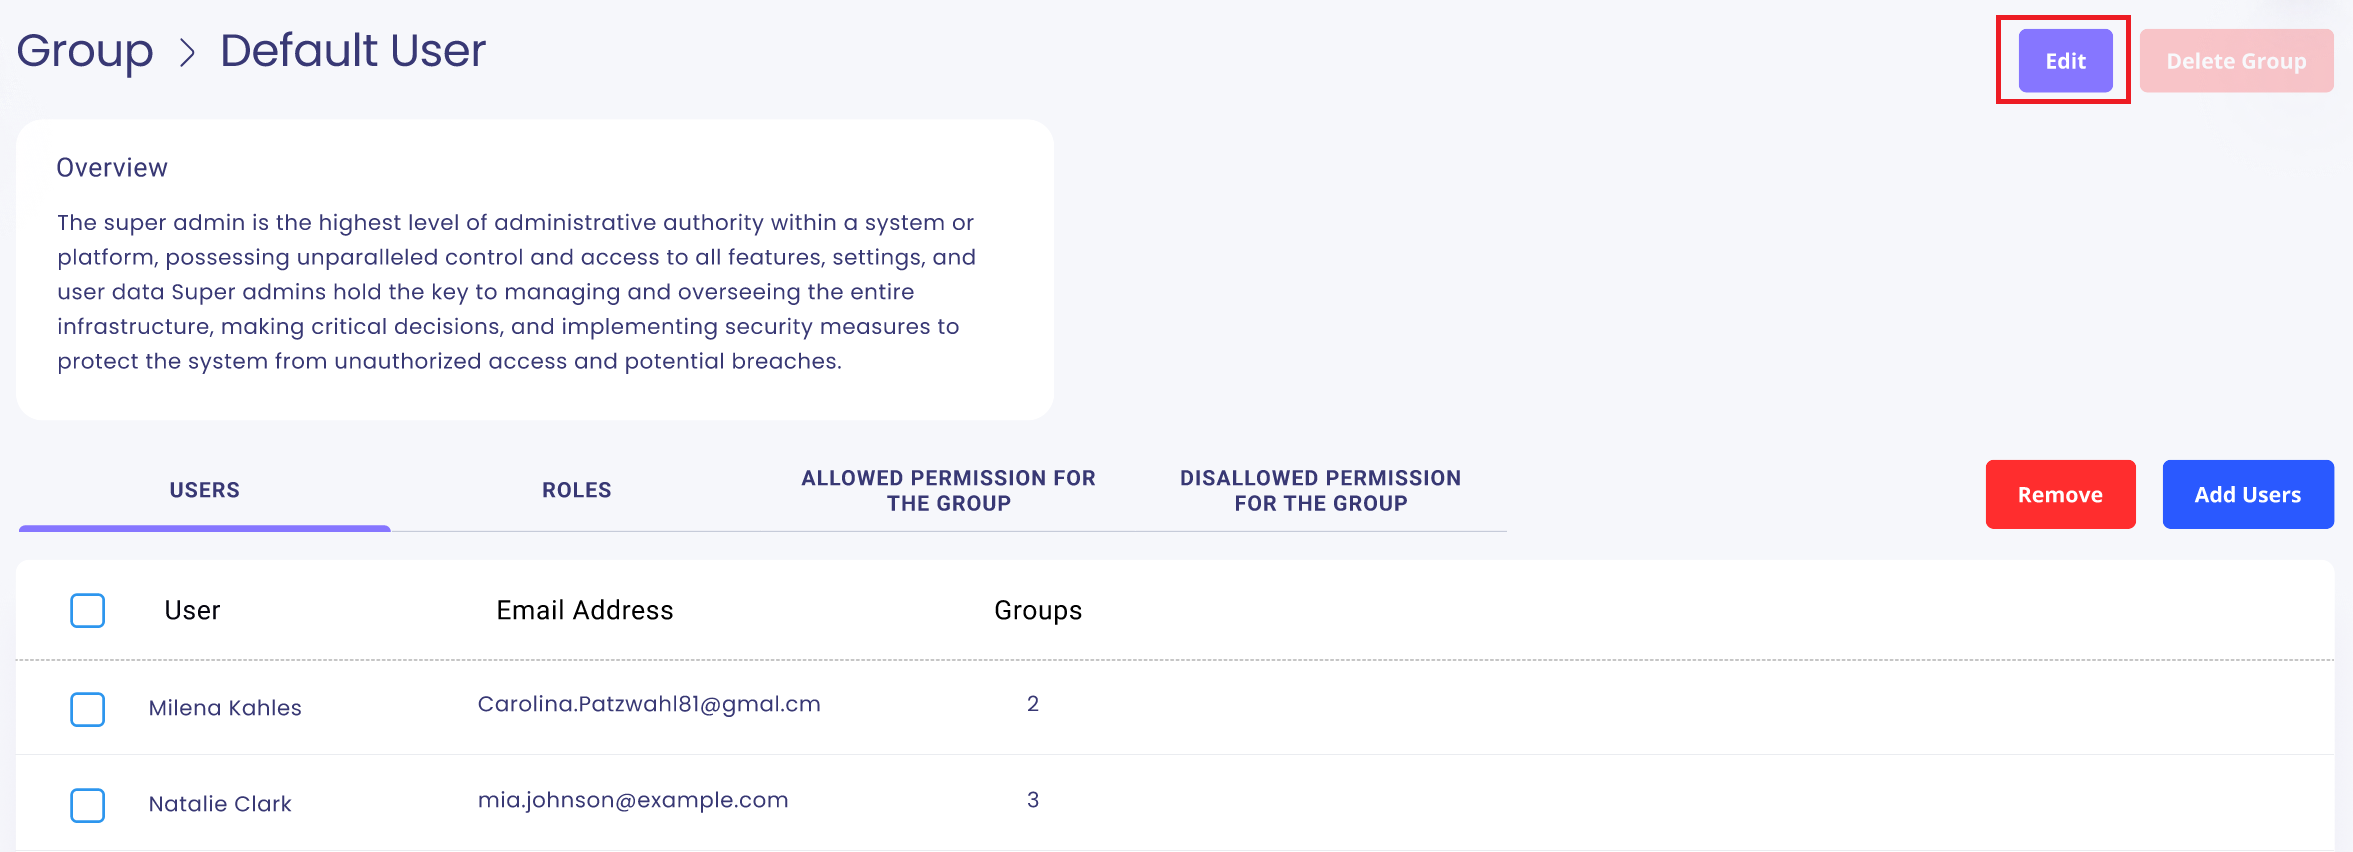 Group > Default User
Edit
Delete Group
Overview
The super admin is the highest level of administrative authority within a system or
platform, possessing unparalleled control and access to all features, settings, and
user data Super admins hold the key to managing and overseeing the entire
infrastructure, making critical decisions, and implementing security measures to
protect the system from unauthorized access and potential breaches.
USERS
ROLES
ALLOWED PERMISSION FOR
THE GROUP
DISALLOWED PERMISSION
FOR THE GROUP
Remove
Add Users
User Email Address Groups
Milena Kahles Carolina.Patzwahl81@gmal.cm 2
Natalie Clark mia.johnson@example.com 3